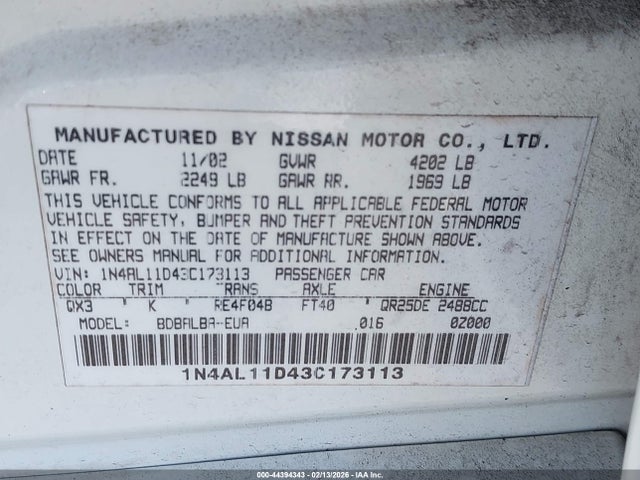 MANUFACTURED BY NISSAN MOTOR CO., LTD.
DATE 11/02 GVWR 4202 LB
GAWR FR. 2249 LB GAWR RR. 1969 LB
THIS VEHICLE CONFORMS TO ALL APPLICABLE FEDERAL MOTOR
VEHICLE SAFETY, BUMPER AND THEFT PREVENTION STANDARDS
IN EFFECT ON THE DATE OF MANUFACTURE SHOWN ABOVE.
SEE OWNERS MANUAL FOR ADDITIONAL INFORMATION.
VIN: 1N4AL11D43C173113 PASSENGER CAR
COLOR TRIM TRANS AXLE ENGINE
QX3 K RE4F04B FT40 QR25DE 2488CC
MODEL: BDBALBA-EUA 016 0Z000
1N4AL11D43C173113
000-44394343 - 02/13/2026 - IAA Inc.